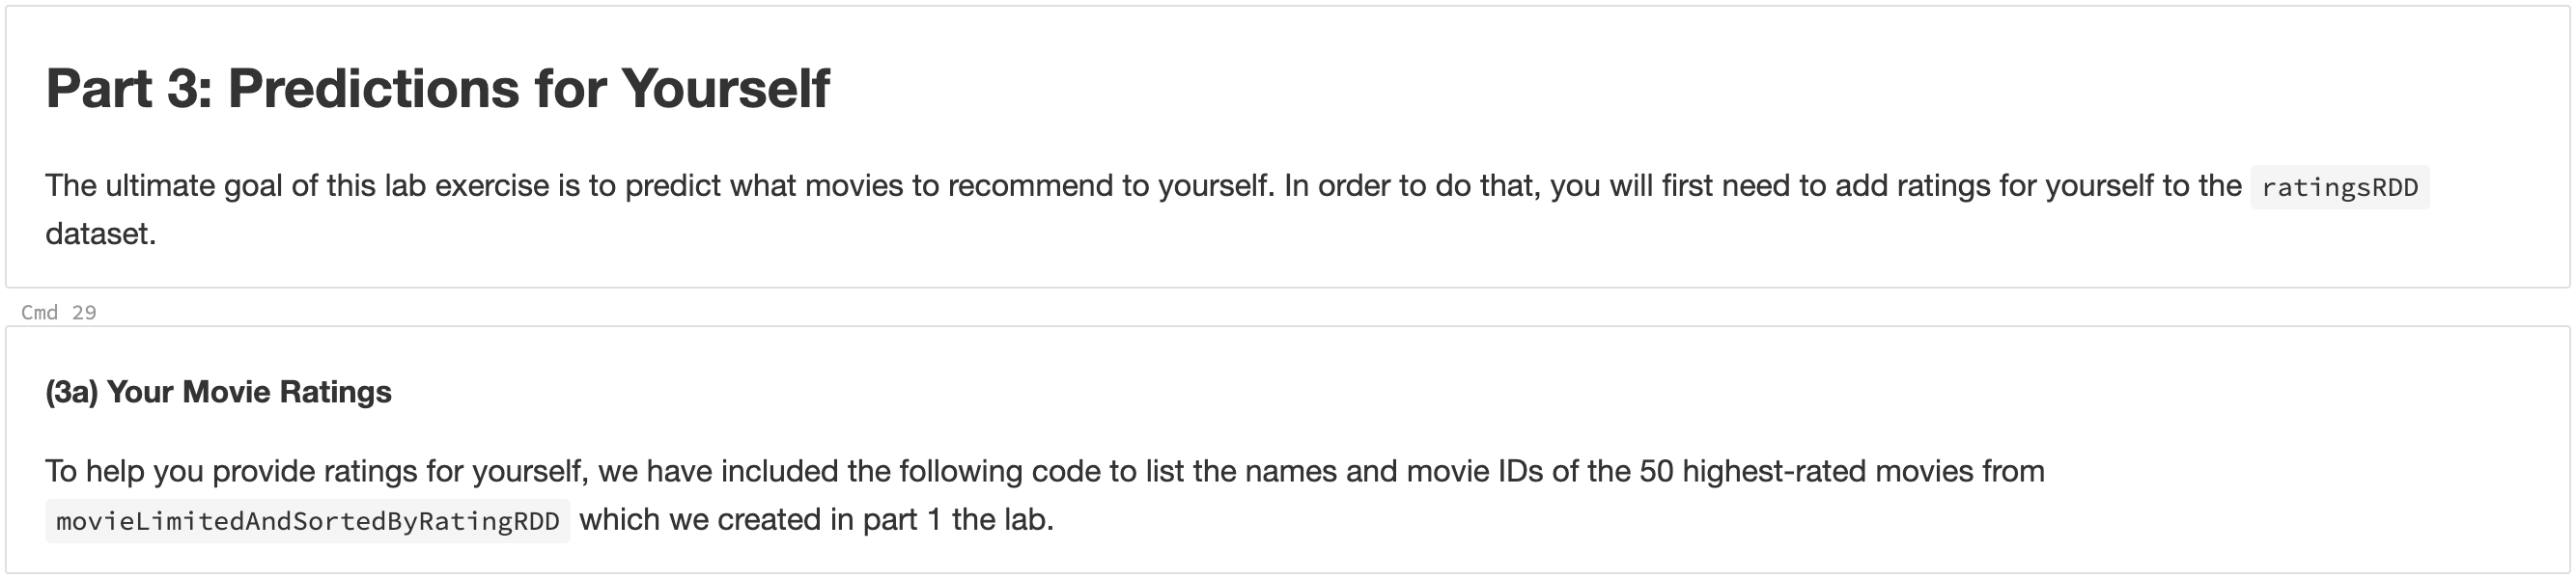 Part 3: Predictions for Yourself
The ultimate goal of this lab exercise is to predict what movies to recommend to yourself. In order to do that, you will first need to add ratings for yourself to the ratingsRDD
dataset.
Cmd 29
(3a) Your Movie Ratings
To help you provide ratings for yourself, we have included the following code to list the names and movie IDs of the 50 highest-rated movies from
movieLimitedAndSortedByRatingRDD which we created in part 1 the lab.